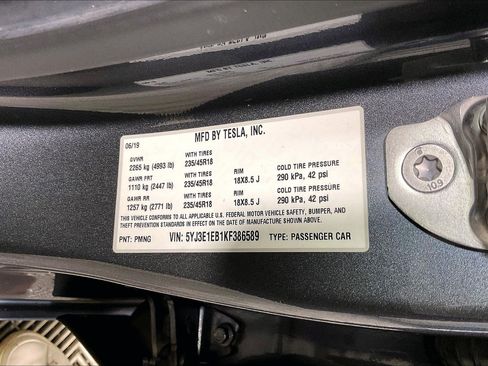 MFD BY TESLA, INC.
06/19
GVWR WITH TIRES COLD TIRE PRESSURE
2265 kg (4993 lb) 235/45R18 290 kPa, 42 psi
GAWR FRT WITH TIRES RIM
1110 kg (2447 lb) 235/45R18 18X8.5 J
GAWR RR WITH TIRES RIM COLD TIRE PRESSURE
1257 kg (2771 lb) 235/45R18 18X8.5 J 290 kPa, 42 psi
THIS VEHICLE CONFORMS TO ALL APPLICABLE U.S. FEDERAL MOTOR VEHICLE SAFETY, BUMPER, AND
THEFT PREVENTION STANDARDS IN EFFECT ON THE DATE OF MANUFACTURE SHOWN ABOVE.
PNT: PMNG VIN: 5YJ3E1EB1KF386589 TYPE: PASSENGER CAR
109